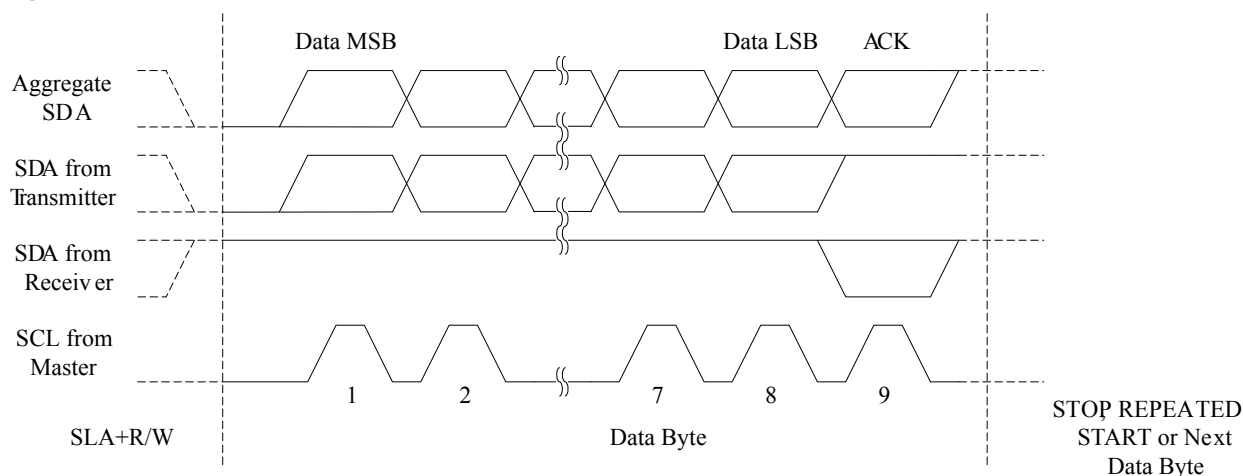 Data MSB
Data LSB
ACK
Aggregate
SDA
SDA from
Transmitter
SDA from
Receiver
SCL from
Master
1
2
7
8
9
SLA+R/W
Data Byte
STOP, REPEATED
START or Next
Data Byte